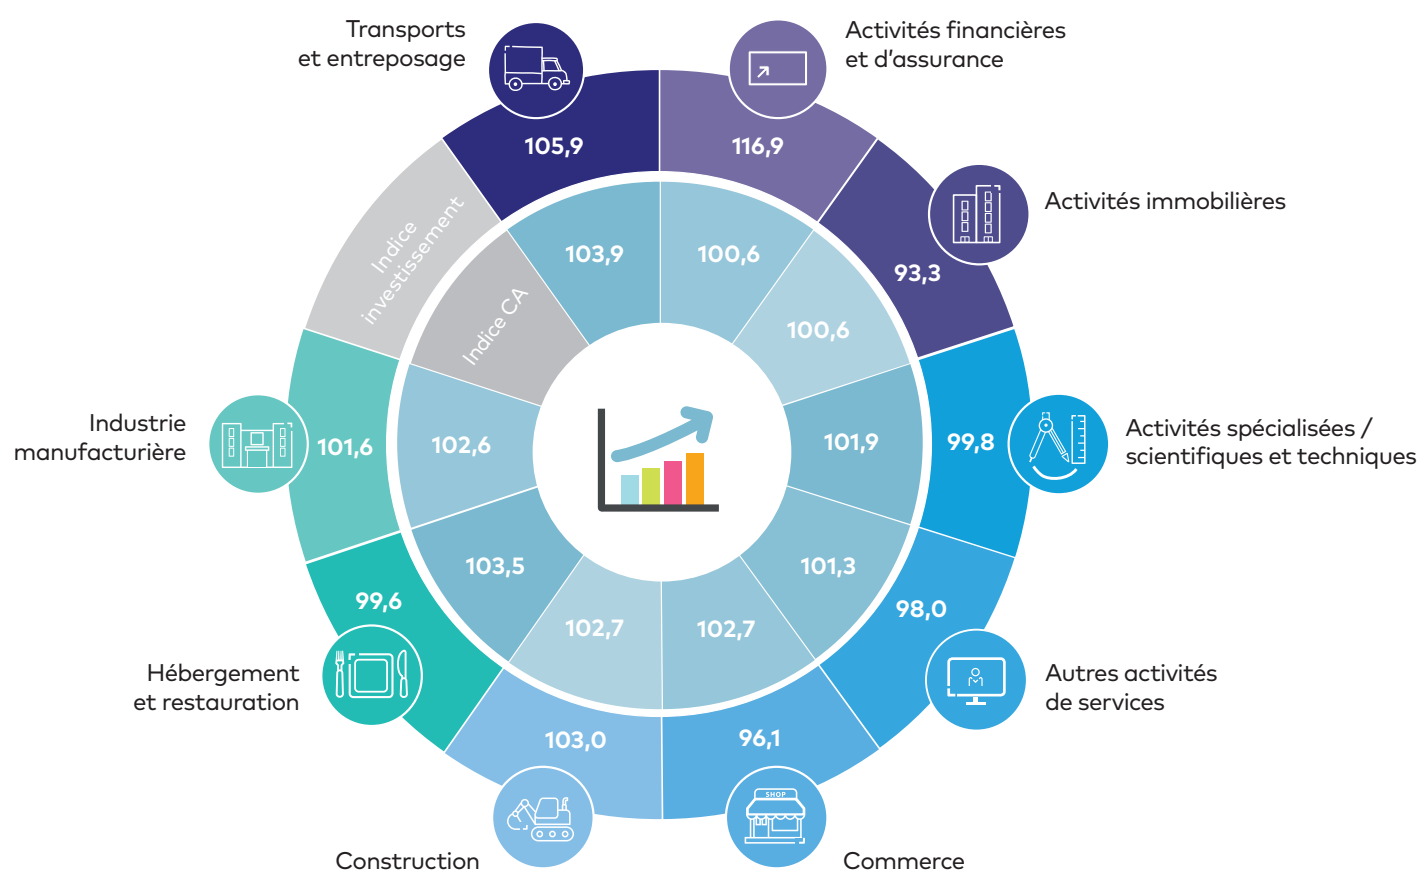 Transports
et entreposage
Activités financières
et d'assurance
105,9
116,9
Activités immobilières
Indice
investissement
103,9
100,6
93,3
Indice CA
100,6
Industrie
manufacturière
101,6
102,6
101,9
99,8
Activités spécialisées /
scientifiques et techniques
103,5
101,3
99,6
98,0
102,7
102,7
Hébergement
et restauration
Autres activités
de services
103,0
96,1
SHOP
Construction
Commerce